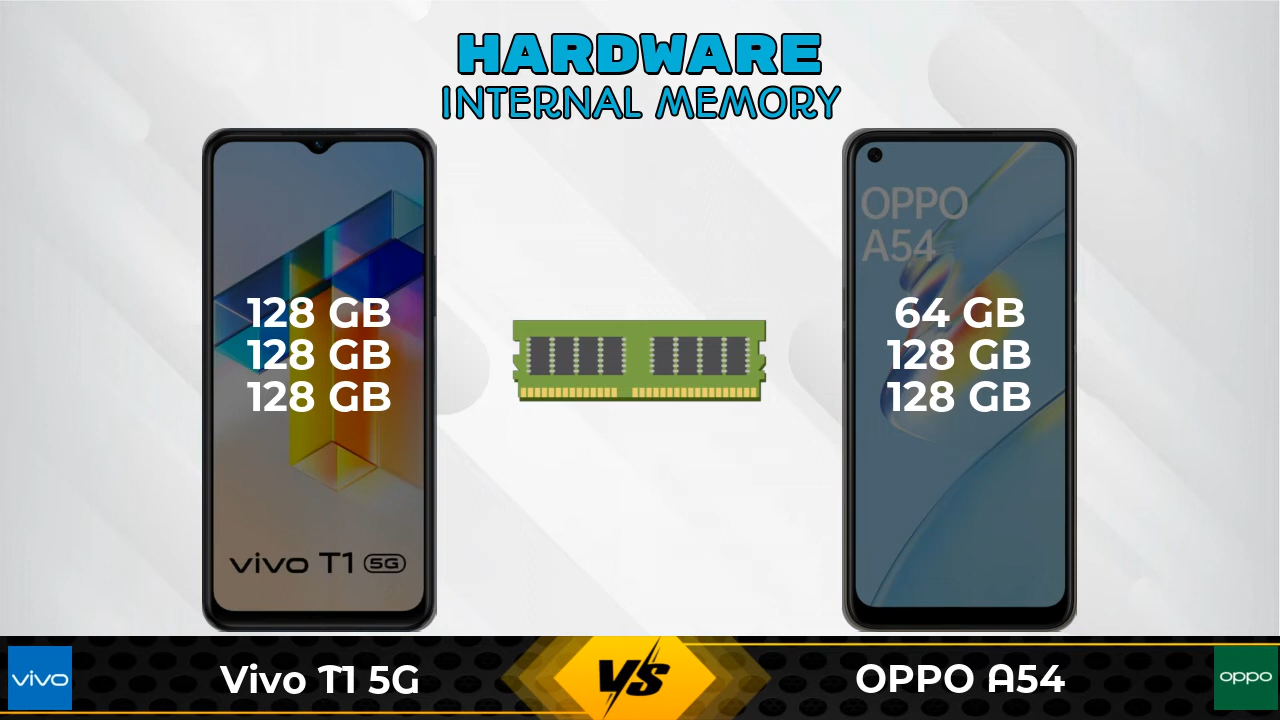 HARDWARE
INTERNAL MEMORY
128 GB
128 GB
128 GB
vivo T1 5G
OPPO
A54
64 GB
128 GB
128 GB
vivo
Vivo T1 5G
VS
OPPO A54
oppo